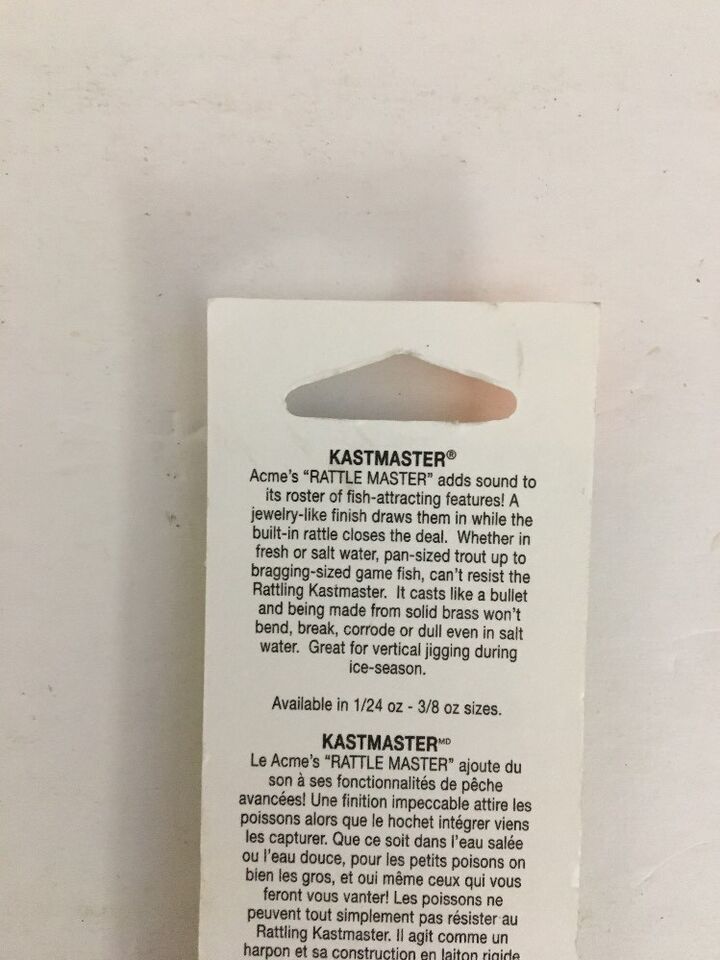 KASTMASTER®
Acme's "RATTLE MASTER" adds sound to
its roster of fish-attracting features! A
jewelry-like finish draws them in while the
built-in rattle closes the deal. Whether in
fresh or salt water, pan-sized trout up to
bragging-sized game fish, can't resist the
Rattling Kastmaster. It casts like a bullet
and being made from solid brass won't
bend, break, corrode or dull even in salt
water. Great for vertical jigging during
ice-season.
Available in 1/24 oz - 3/8 oz sizes.
KASTMASTERMD
Le Acme's "RATTLE MASTER" ajoute du
son à ses fonctionnalités de pêche
avancées! Une finition impeccable attire les
poissons alors que le hochet intégrer viens
les capturer. Que ce soit dans l'eau salée
ou l'eau douce, pour les petits poisons on
bien les gros, et oui même ceux qui vous
feront vous vanter! Les poissons ne
peuvent tout simplement pas résister au
Rattling Kastmaster. Il agit comme un
harpon et sa construction en laiton rigide